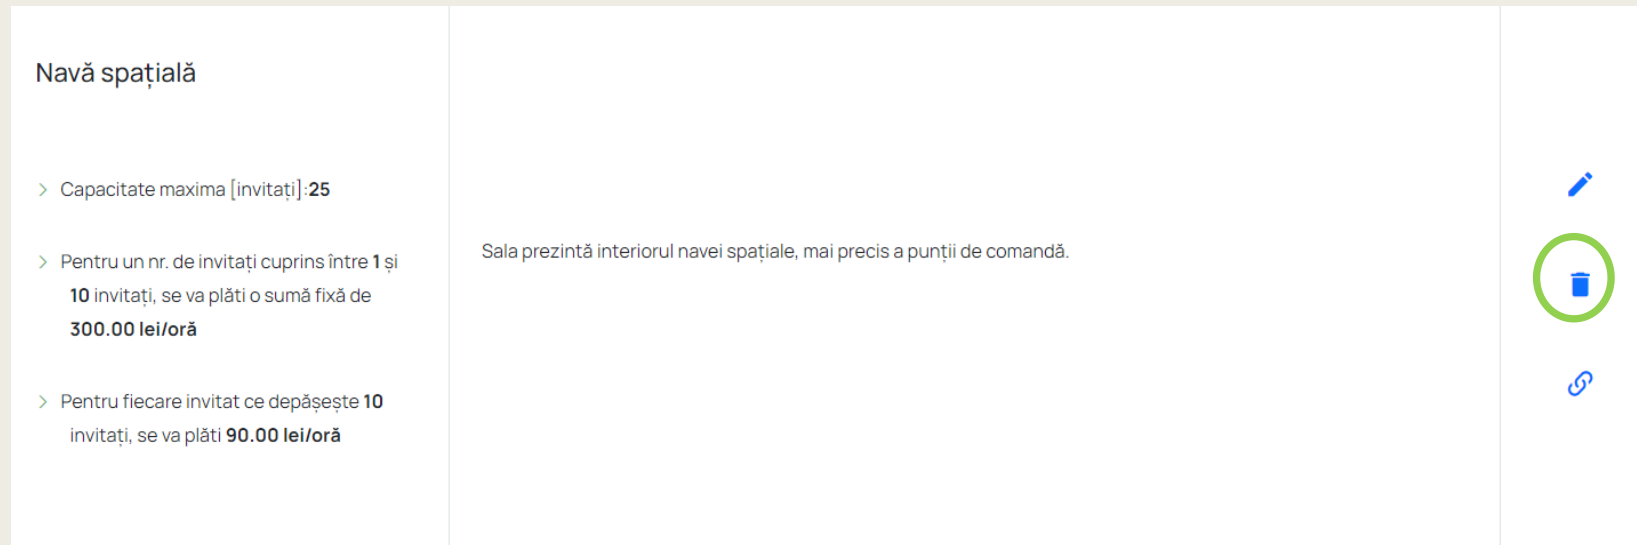 Navă spațială
Capacitate maxima [invitați]:25
Pentru un nr. de invitați cuprins între 1 și
10 invitați, se va plăti o sumă fixă de
300.00 lei/oră
Pentru fiecare invitat ce depășește 10
invitați, se va plăti 90.00 lei/oră
Sala prezintă interiorul navei spațiale, mai precis a punții de comandă.